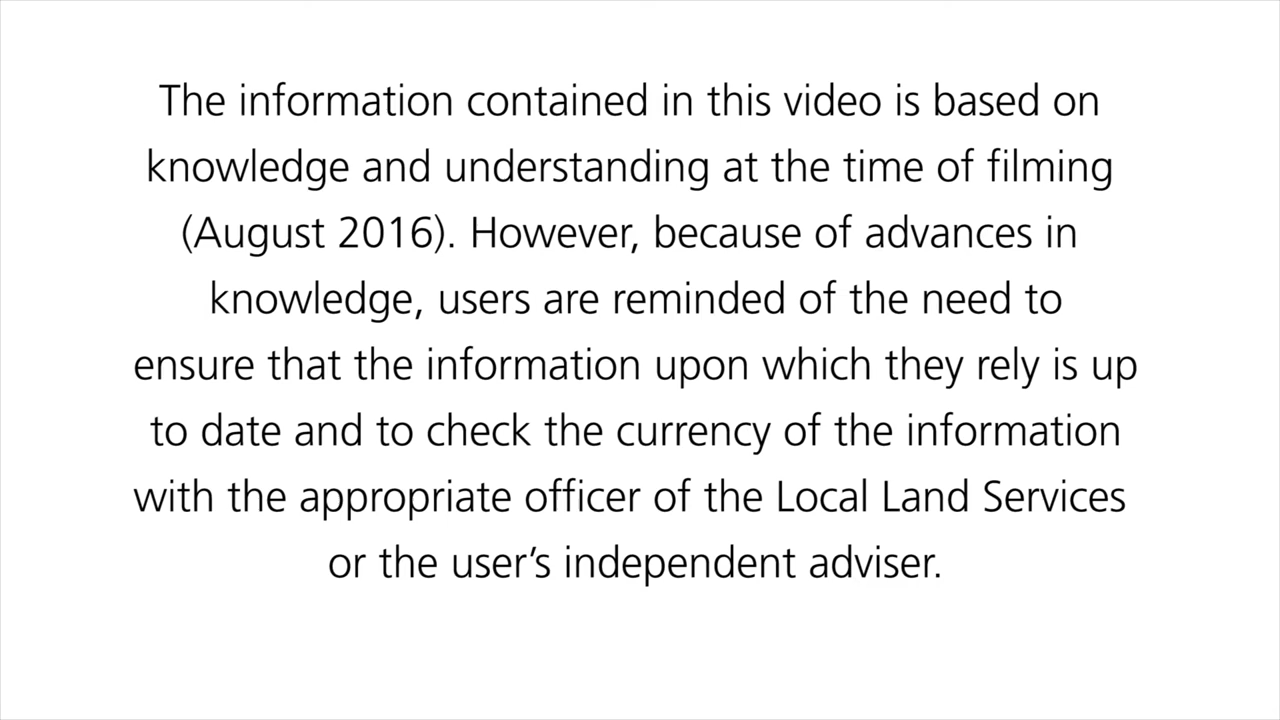 The information contained in this video is based on
knowledge and understanding at the time of filming
(August 2016). However, because of advances in
knowledge, users are reminded of the need to
ensure that the information upon which they rely is up
to date and to check the currency of the information
with the appropriate officer of the Local Land Services
or the user’s independent adviser.